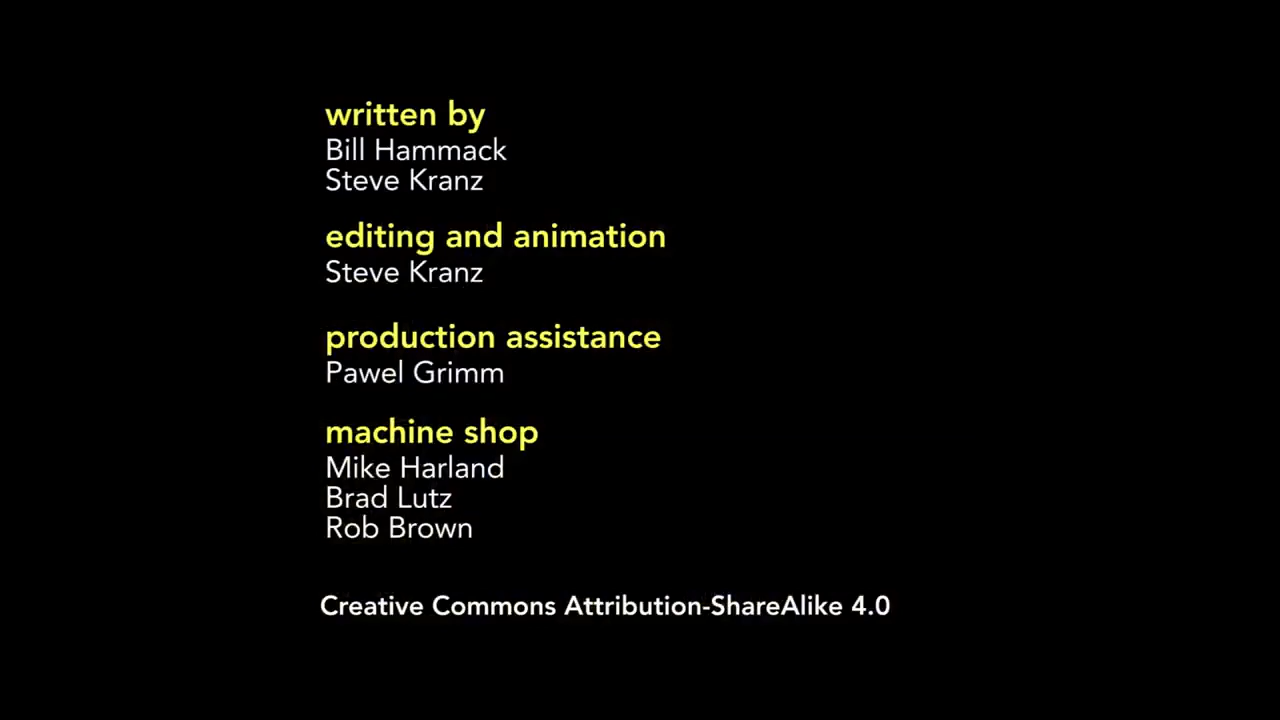 written by
Bill Hammack
Steve Kranz
editing and animation
Steve Kranz
production assistance
Pawel Grimm
machine shop
Mike Harland
Brad Lutz
Rob Brown
Creative Commons Attribution-ShareAlike 4.0